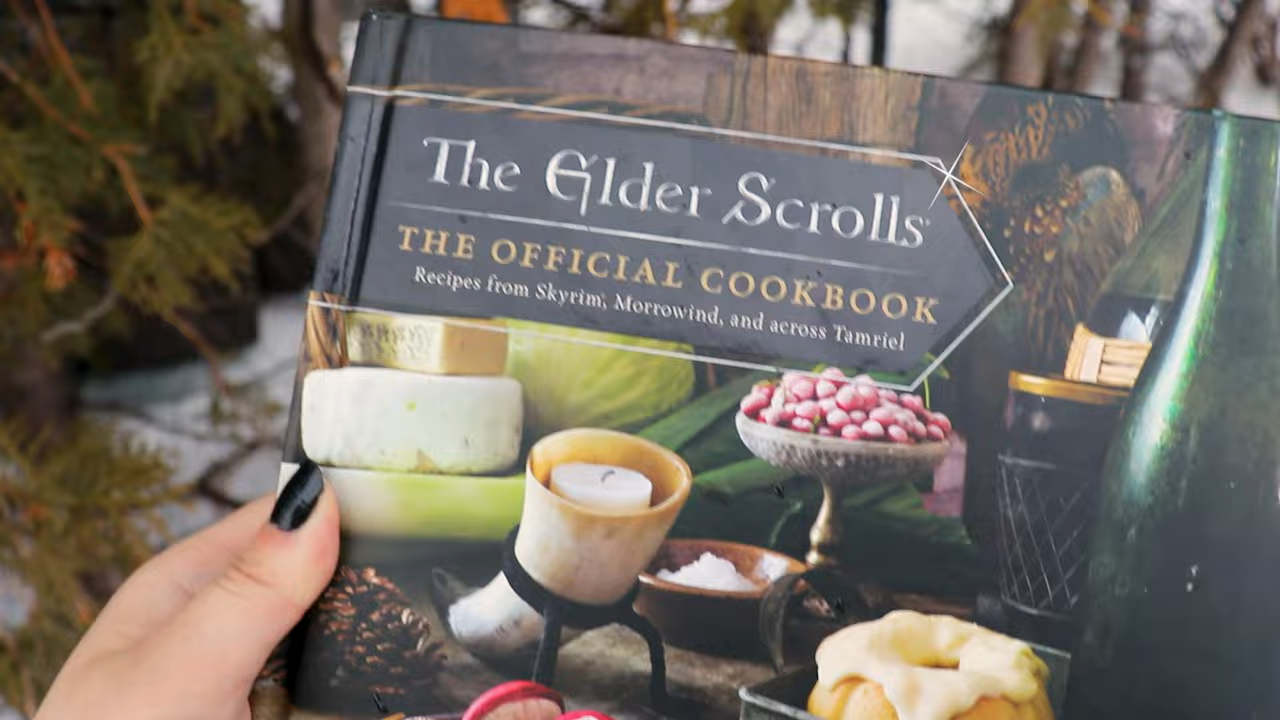 The Elder Scrolls
THE OFFICIAL COOKBOOK
Recipes from Skyrim, Morrowind, and across Tamriel